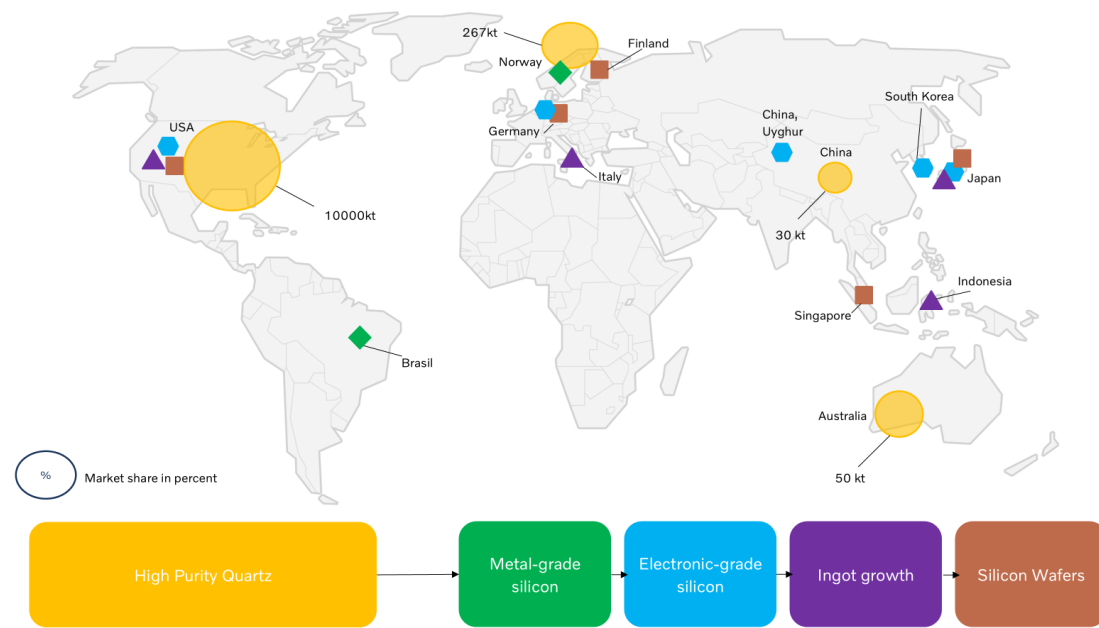 267kt
Finland
Norway
South Korea
China,
Uyghur
USA
Germany
China
Italy
Japan
10000kt
30 kt
Indonesia
Singapore
Brasil
Australia
%
Market share in percent
50 kt
High Purity Quartz
Metal-grade
silicon
Electronic-grade
silicon
Ingot growth
Silicon Wafers